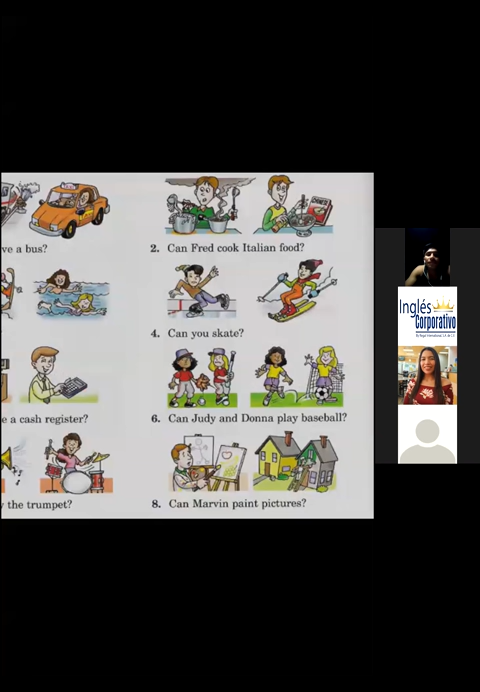 ve a bus?
2. Can Fred cook Italian food?
4. Can you skate?
e a cash register?
6. Can Judy and Donna play baseball?
y the trumpet?
8. Can Marvin paint pictures?
Inglés
Corporativo